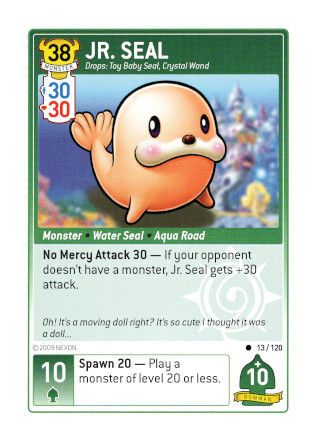 38
MONSTER
JR. SEAL
Drops: Toy Baby Seal, Crystal Wand
30
30
Monster • Water Seal • Aqua Road
No Mercy Attack 30 — If your opponent
doesn't have a monster, Jr. Seal gets +30
attack.
Oh! It's a moving doll right? It's so cute I thought it was
a doll...
© 2009 NEXON
● 13/120
10
Spawn 20 — Play a
monster of level 20 or less.
+
10
BOWMAN